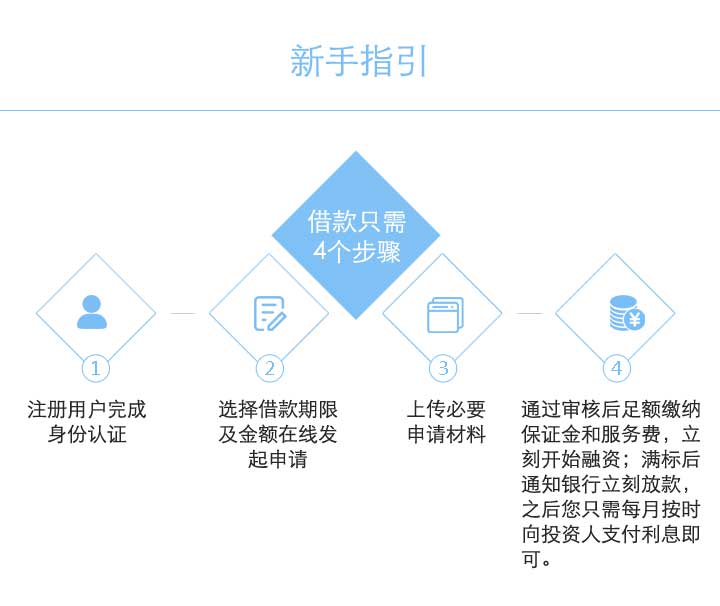 新手指引
借款只需
4个步骤
1
注册用户完成
身份认证
2
选择借款期限
及金额在线发
起申请
3
上传必要
申请材料
¥
4
通过审核后足额缴纳
保证金和服务费，立
刻开始融资；满标后
通知银行立刻放款，
之后您只需每月按时
向投资人支付利息即
可。